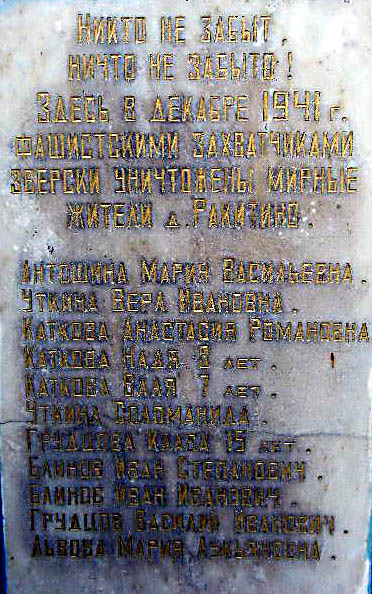 Никто не забыт,
ничто не забыто!
Здесь в декабре 1941 г.
фашистскими захватчиками
зверски уничтожены мирные
жители д. Ракитино.
Антошина Мария Васильевна.
Уткина Вера Ивановна.
Каткова Анастасия Романовна
Каткова Надя 8 лет.
Каткова Валя 7 лет.
Уткина Соломанида.
Грудцова Клава 15 лет.
Блинов Иван Степанович.
Блинов Иван Иванович.
Грудцов Василий Иванович.
Львова Мария Лукьяновна.